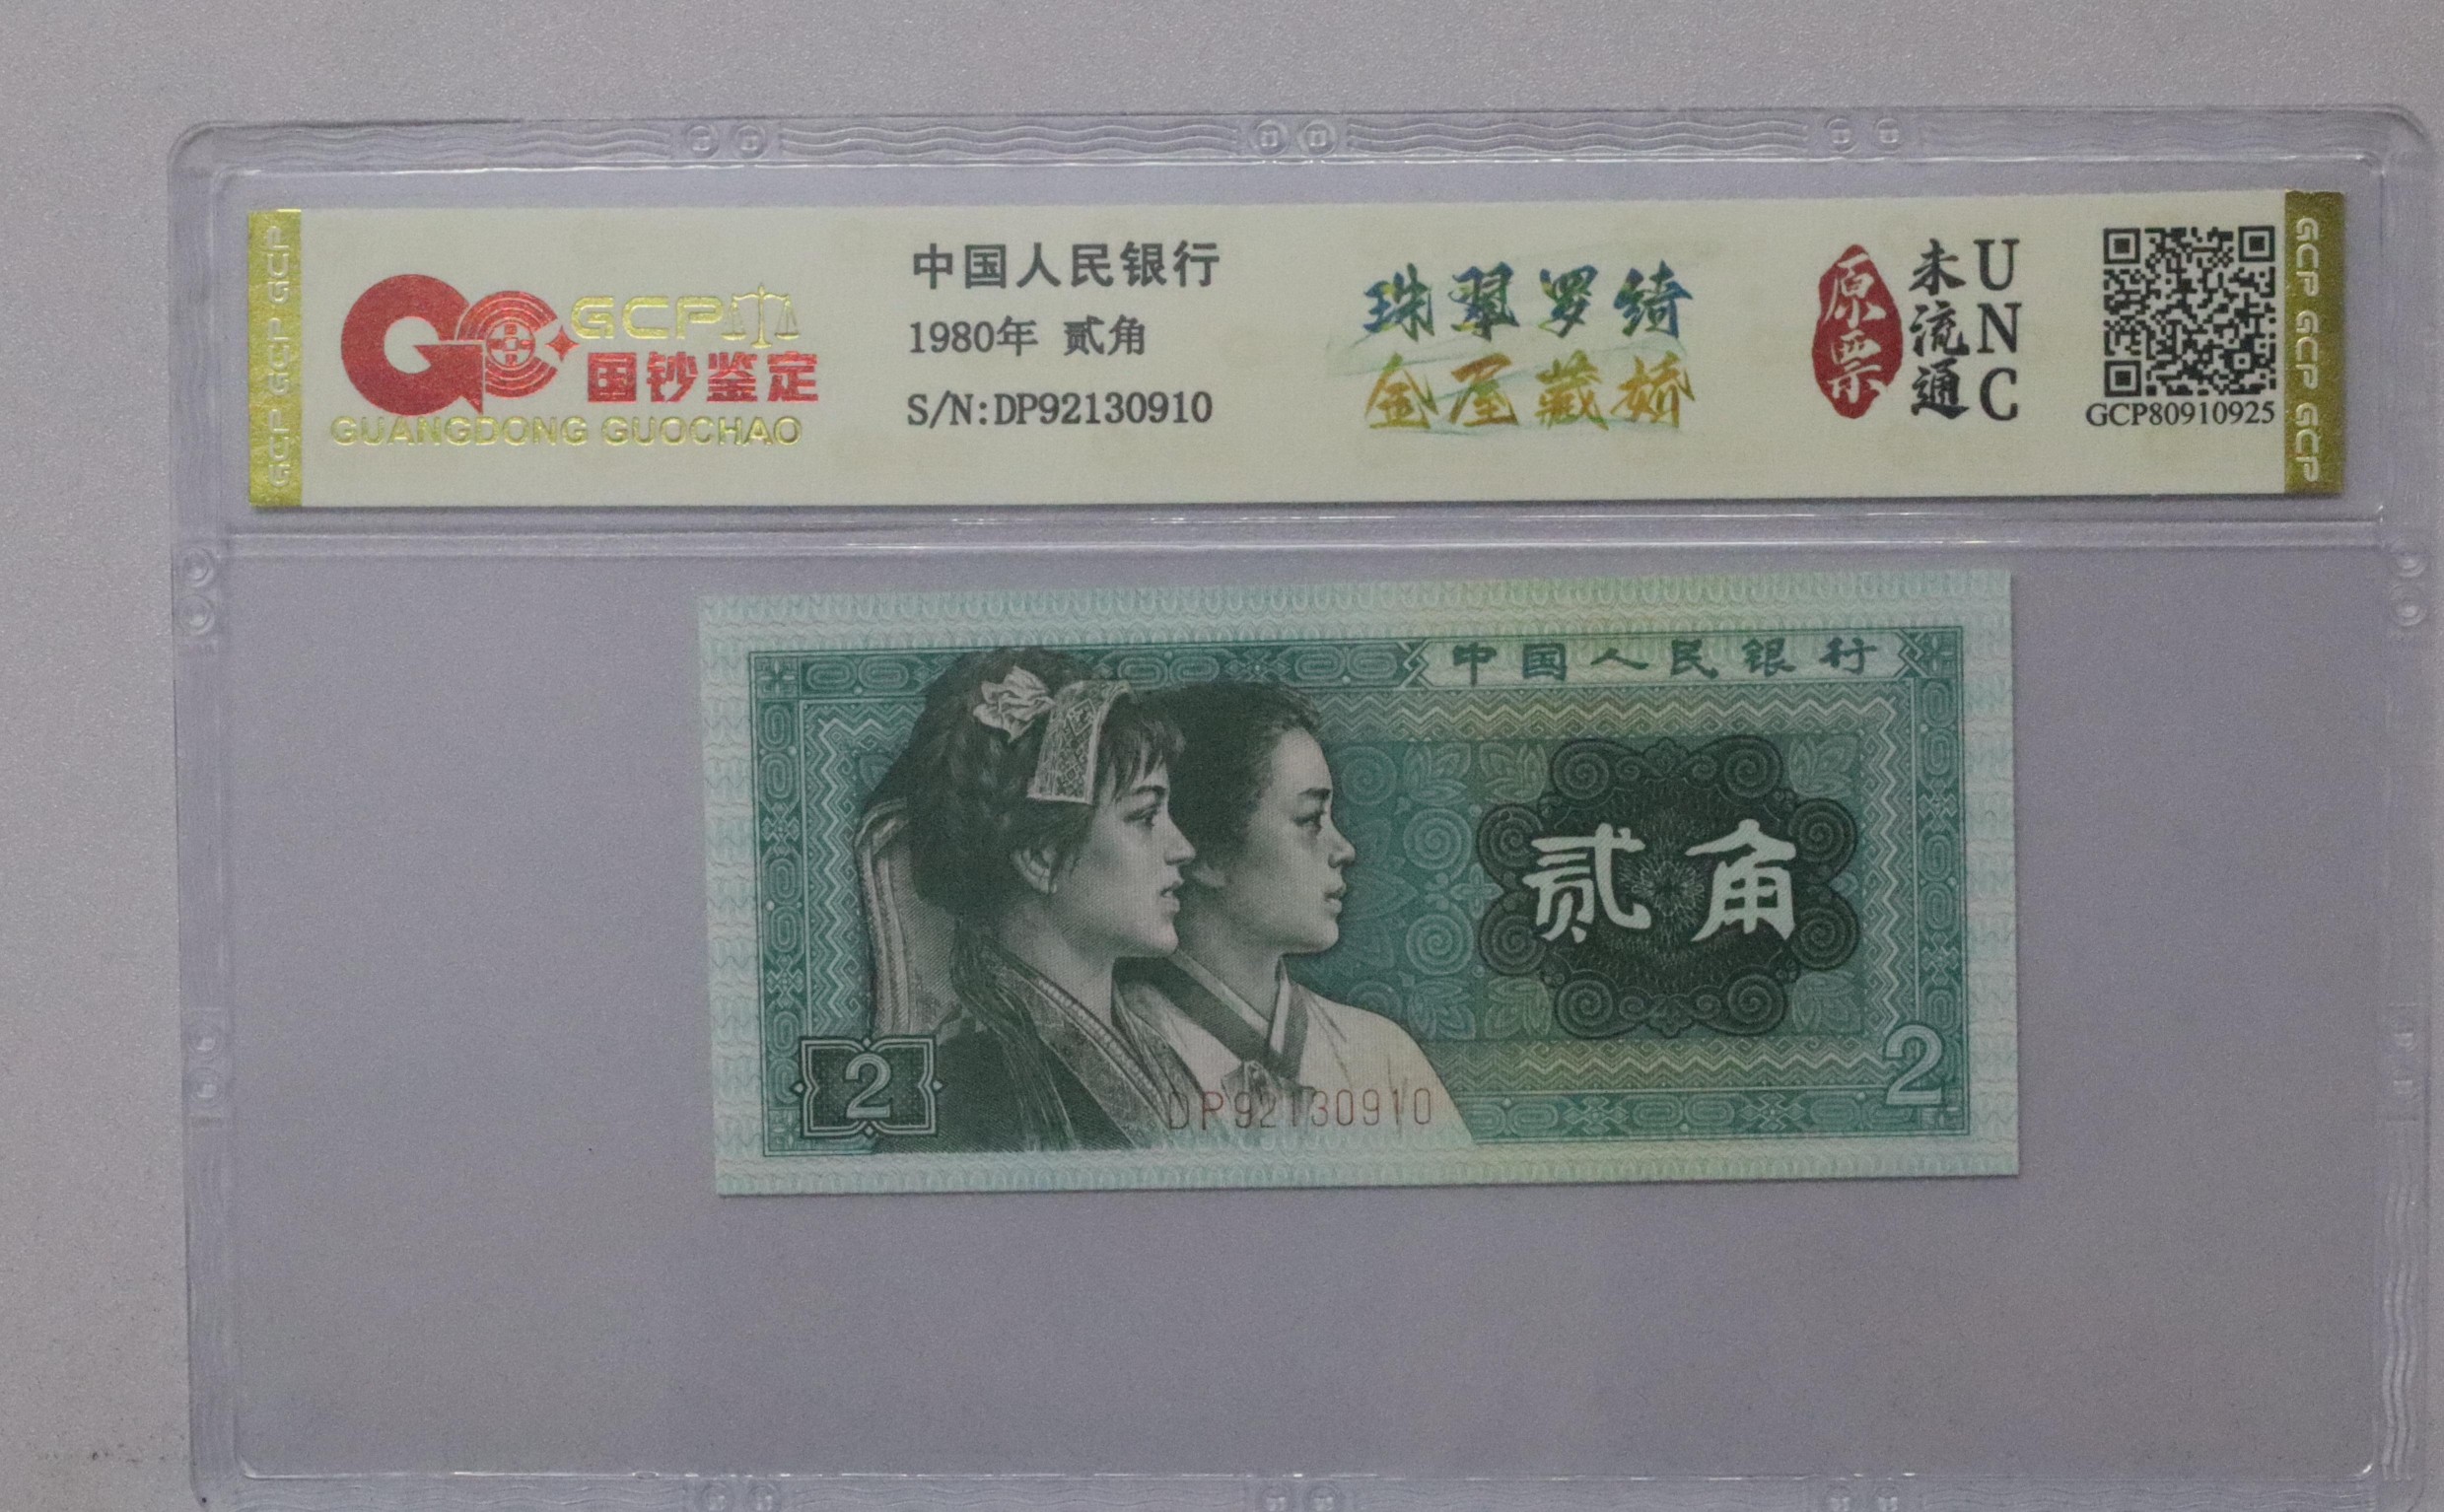 GCP GCP GCP GCP
GCP
国钞鉴定
GUANGDONG GUOCHAO
中国人民银行
1980年 贰角
S/N:DP92130910
珠翠罗绮
金屋藏娇
原票
未流通
UNC
GCP80910925
GCP GCP GCP GCP
中国人民银行
贰角
2
DP92130910
2